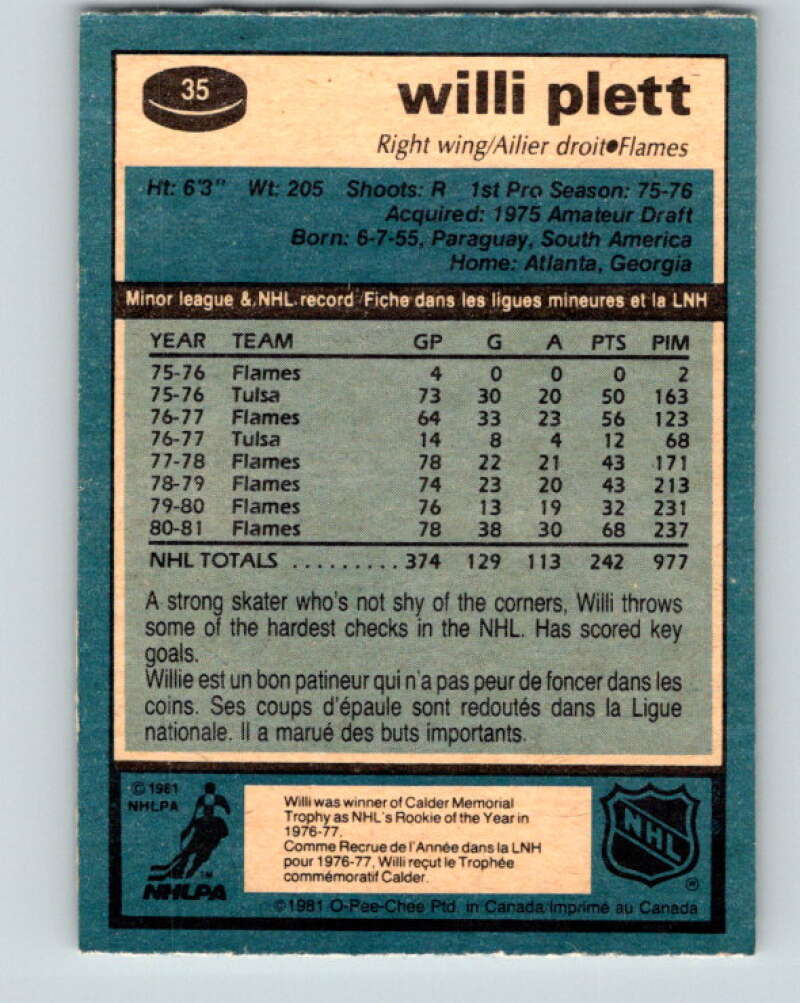 35
willi plett
Right wing/Ailier droit•Flames
Ht: 6'3" Wt: 205 Shoots: R 1st Pro Season: 75-76
Acquired: 1975 Amateur Draft
Born: 6-7-55, Paraguay, South America
Home: Atlanta, Georgia
Minor league & NHL record/Fiche dans les ligues mineures et la LNH
YEAR TEAM GP G A PTS PIM
75-76 Flames 4 0 0 0 2
75-76 Tulsa 73 30 20 50 163
76-77 Flames 64 33 23 56 123
76-77 Tulsa 14 8 4 12 68
77-78 Flames 78 22 21 43 171
78-79 Flames 74 23 20 43 213
79-80 Flames 76 13 19 32 231
80-81 Flames 78 38 30 68 237
NHL TOTALS ......... 374 129 113 242 977
A strong skater who's not shy of the corners, Willi throws
some of the hardest checks in the NHL. Has scored key
goals.
Willie est un bon patineur qui n'a pas peur de foncer dans les
coins. Ses coups d'épaule sont redoutés dans la Ligue
nationale. Il a marué des buts importants.
© 1981
NHLPA
NHLPA
Willi was winner of Calder Memorial
Trophy as NHL's Rookie of the Year in
1976-77.
Comme Recrue de l'Année dans la LNH
pour 1976-77, Willi reçut le Trophée
commémoratif Calder.
NHL
©1981 O-Pee-Chee Ptd. in Canada/Imprimé au Canada